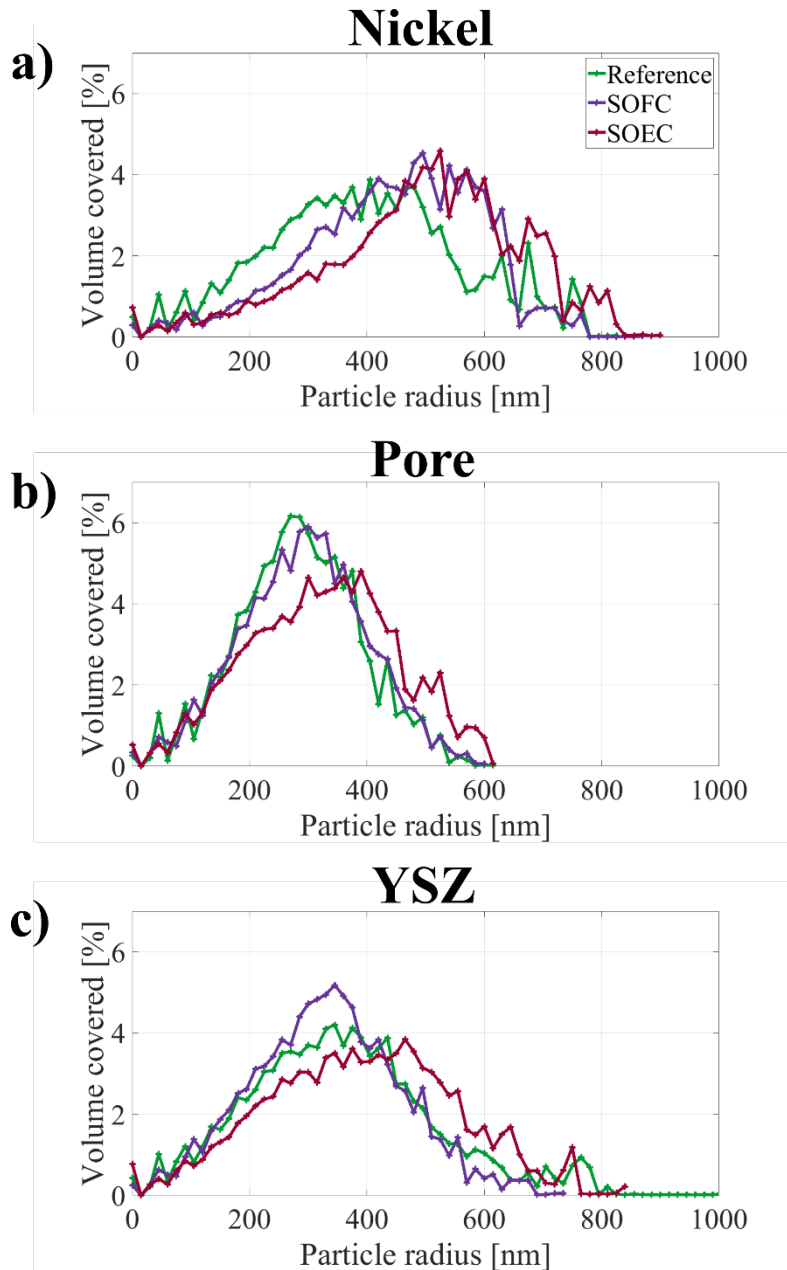 Nickel
a)
Volume covered [%]
6
4
2
0
Reference
SOFC
SOEC
0 200 400 600 800 1000
Particle radius [nm]
Pore
b)
Volume covered [%]
6
4
2
0
0 200 400 600 800 1000
Particle radius [nm]
YSZ
c)
Volume covered [%]
6
4
2
0
0 200 400 600 800 1000
Particle radius [nm]